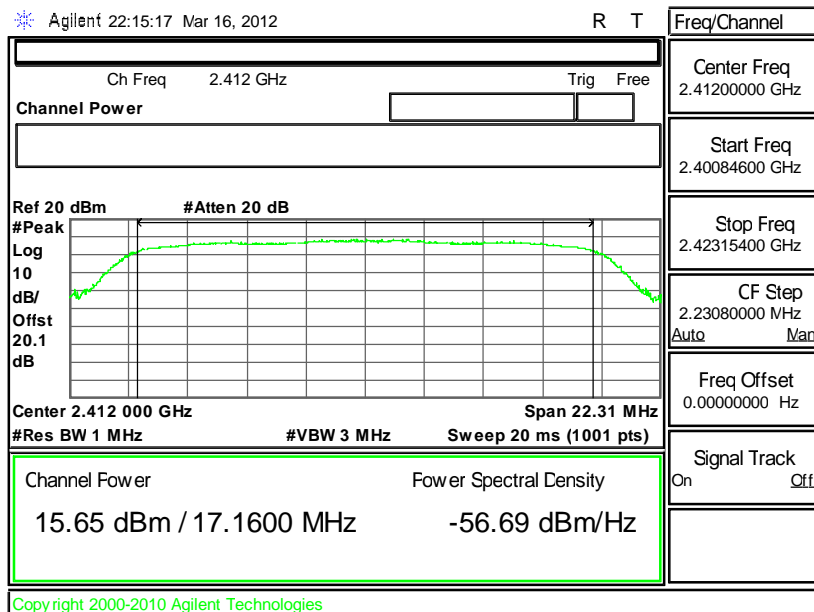 Agilent 22:15:17 Mar 16, 2012 R T
Freq/Channel
Ch Freq 2.412 GHz Trig Free
Channel Power
Ref 20 dBm #Atten 20 dB
#Peak
Log
10
dB/
Offst
20.1
dB
Center 2.412 000 GHz Span 22.31 MHz
#Res BW 1 MHz #VBW 3 MHz Sweep 20 ms (1001 pts)
Channel Power Power Spectral Density
15.65 dBm / 17.1600 MHz -56.69 dBm/Hz
Center Freq
2.41200000 GHz
Start Freq
2.40084600 GHz
Stop Freq
2.42315400 GHz
CF Step
2.23080000 MHz
Auto Man
Freq Offset
0.00000000 Hz
Signal Track
On Off
Copyright 2000-2010 Agilent Technologies